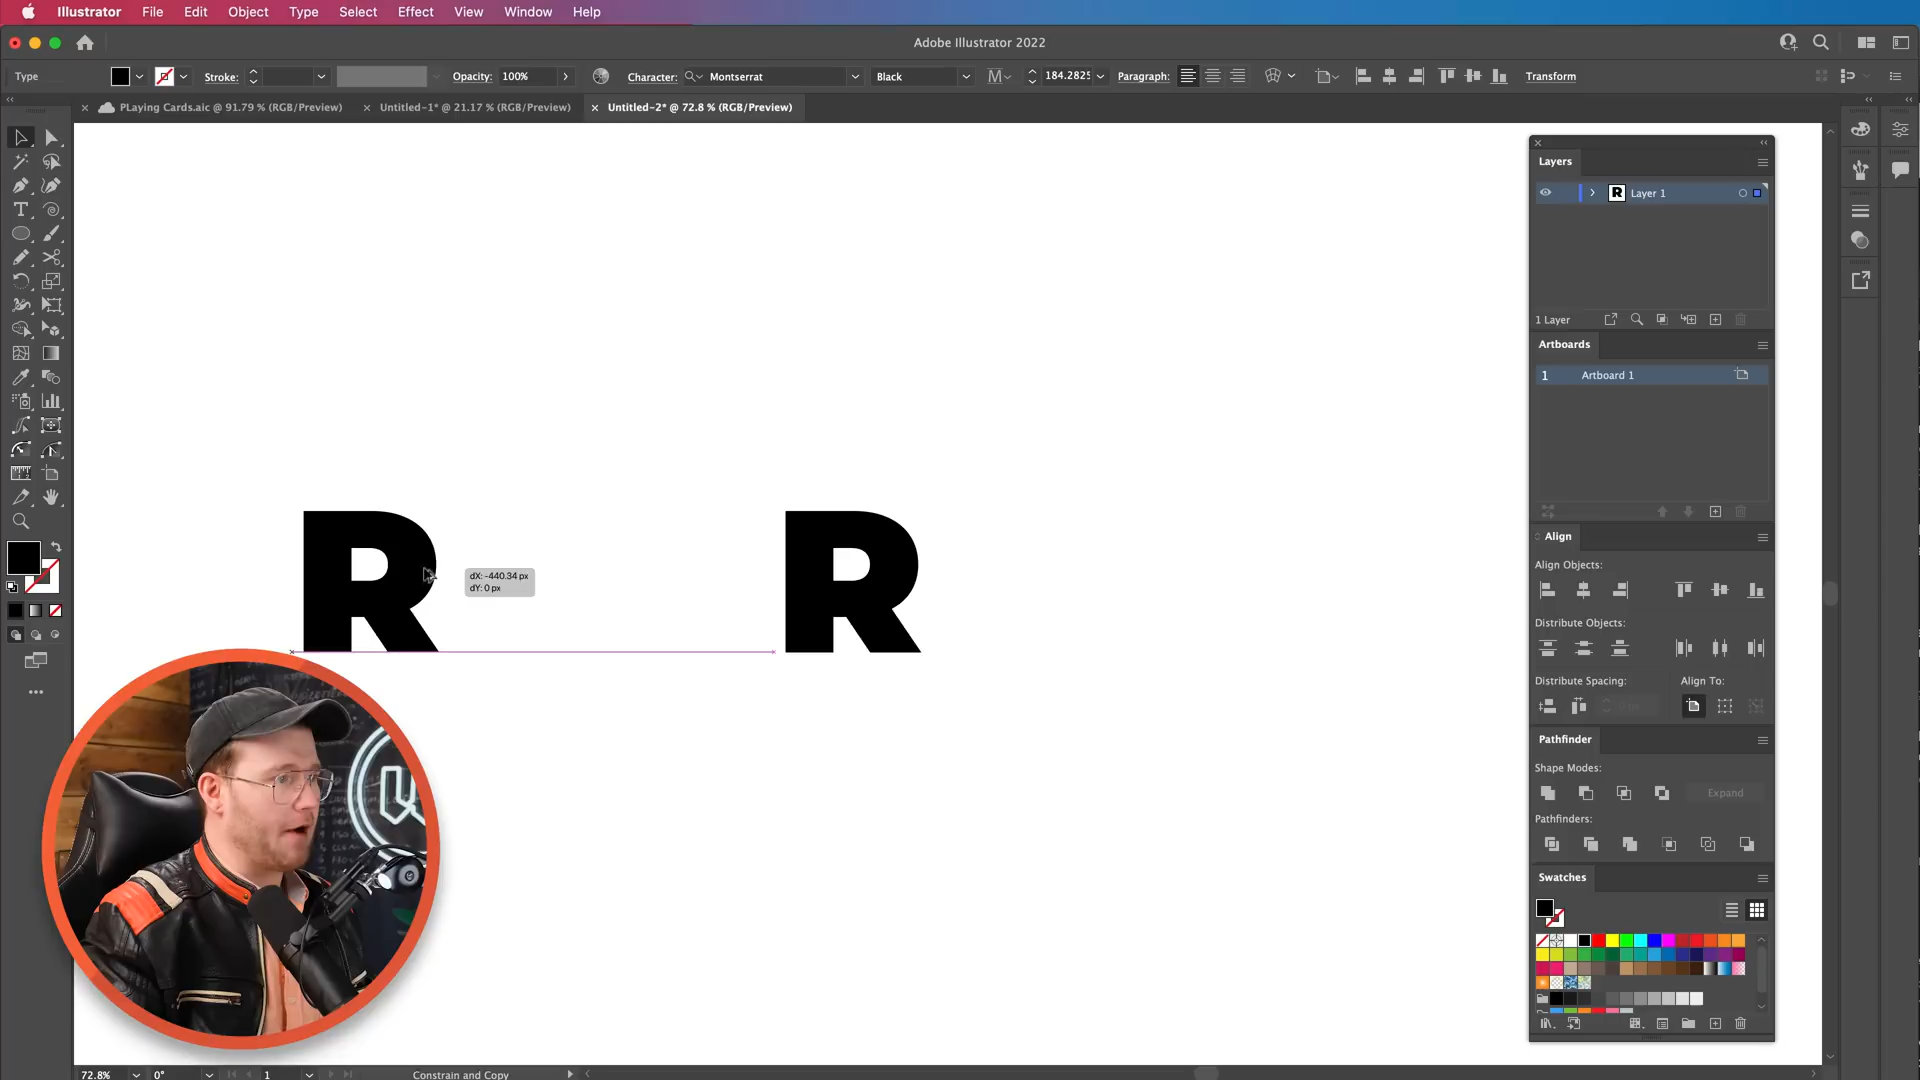 Illustrator File Edit Object Type Select Effect View Window Help
Adobe Illustrator 2022
Type Stroke: Opacity: 100% Character: Montserrat Black 184.282 Paragraph: Transform
PLaying Cards.aic @ 91.79 % (RGB/Preview) Untitled-1* @ 21.17 % (RGB/Preview) Untitled-2* @ 72.8 % (RGB/Preview)
Layers
R Layer 1
1 Layer
Artboards
1 Artboard 1
R R
dX: -440.34 px
dY: 0 px
Align
Align Objects:
Distribute Objects:
Distribute Spacing: Align To:
0 px
Pathfinder
Shape Modes:
Expand
Pathfinders:
Swatches
72.8% 0° 1 Constrain and Copy